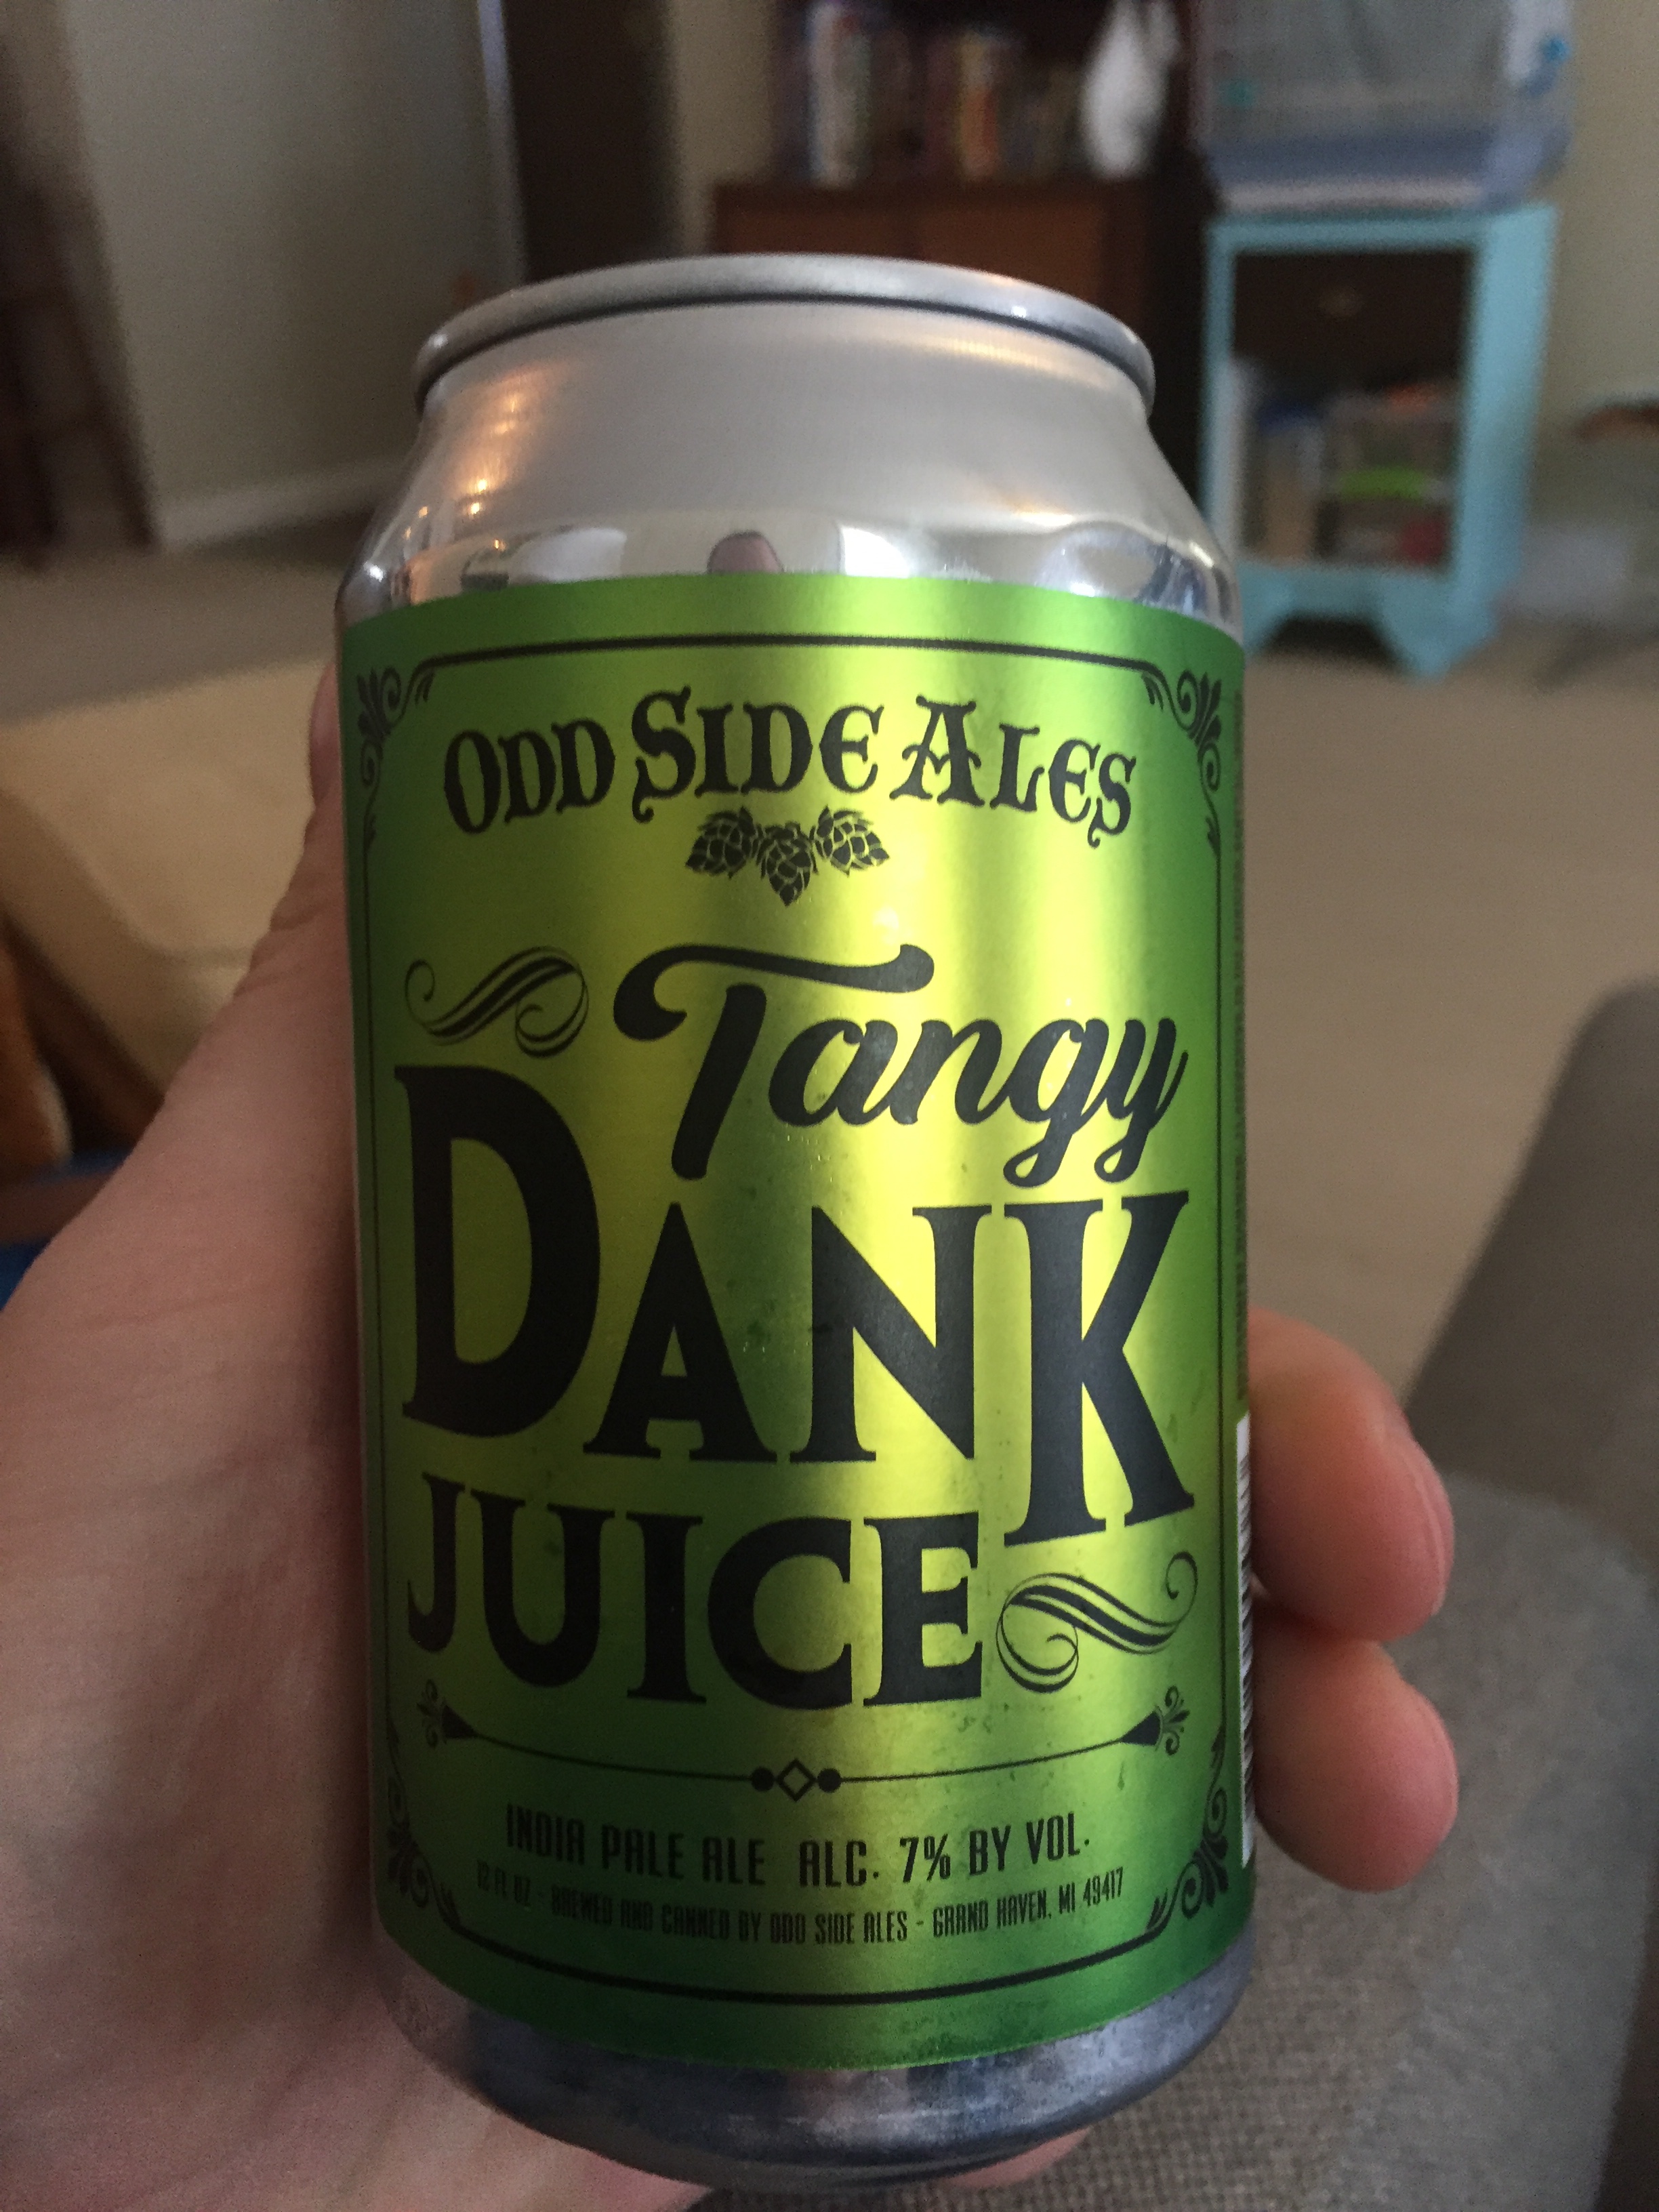 ODD SIDE ALES
Tangy
DANK
JUICE
INDIA PALE ALE ALC. 7% BY VOL.
12 FL OZ - BREWED AND CANNED BY ODD SIDE ALES - GRAND HAVEN, MI 49417